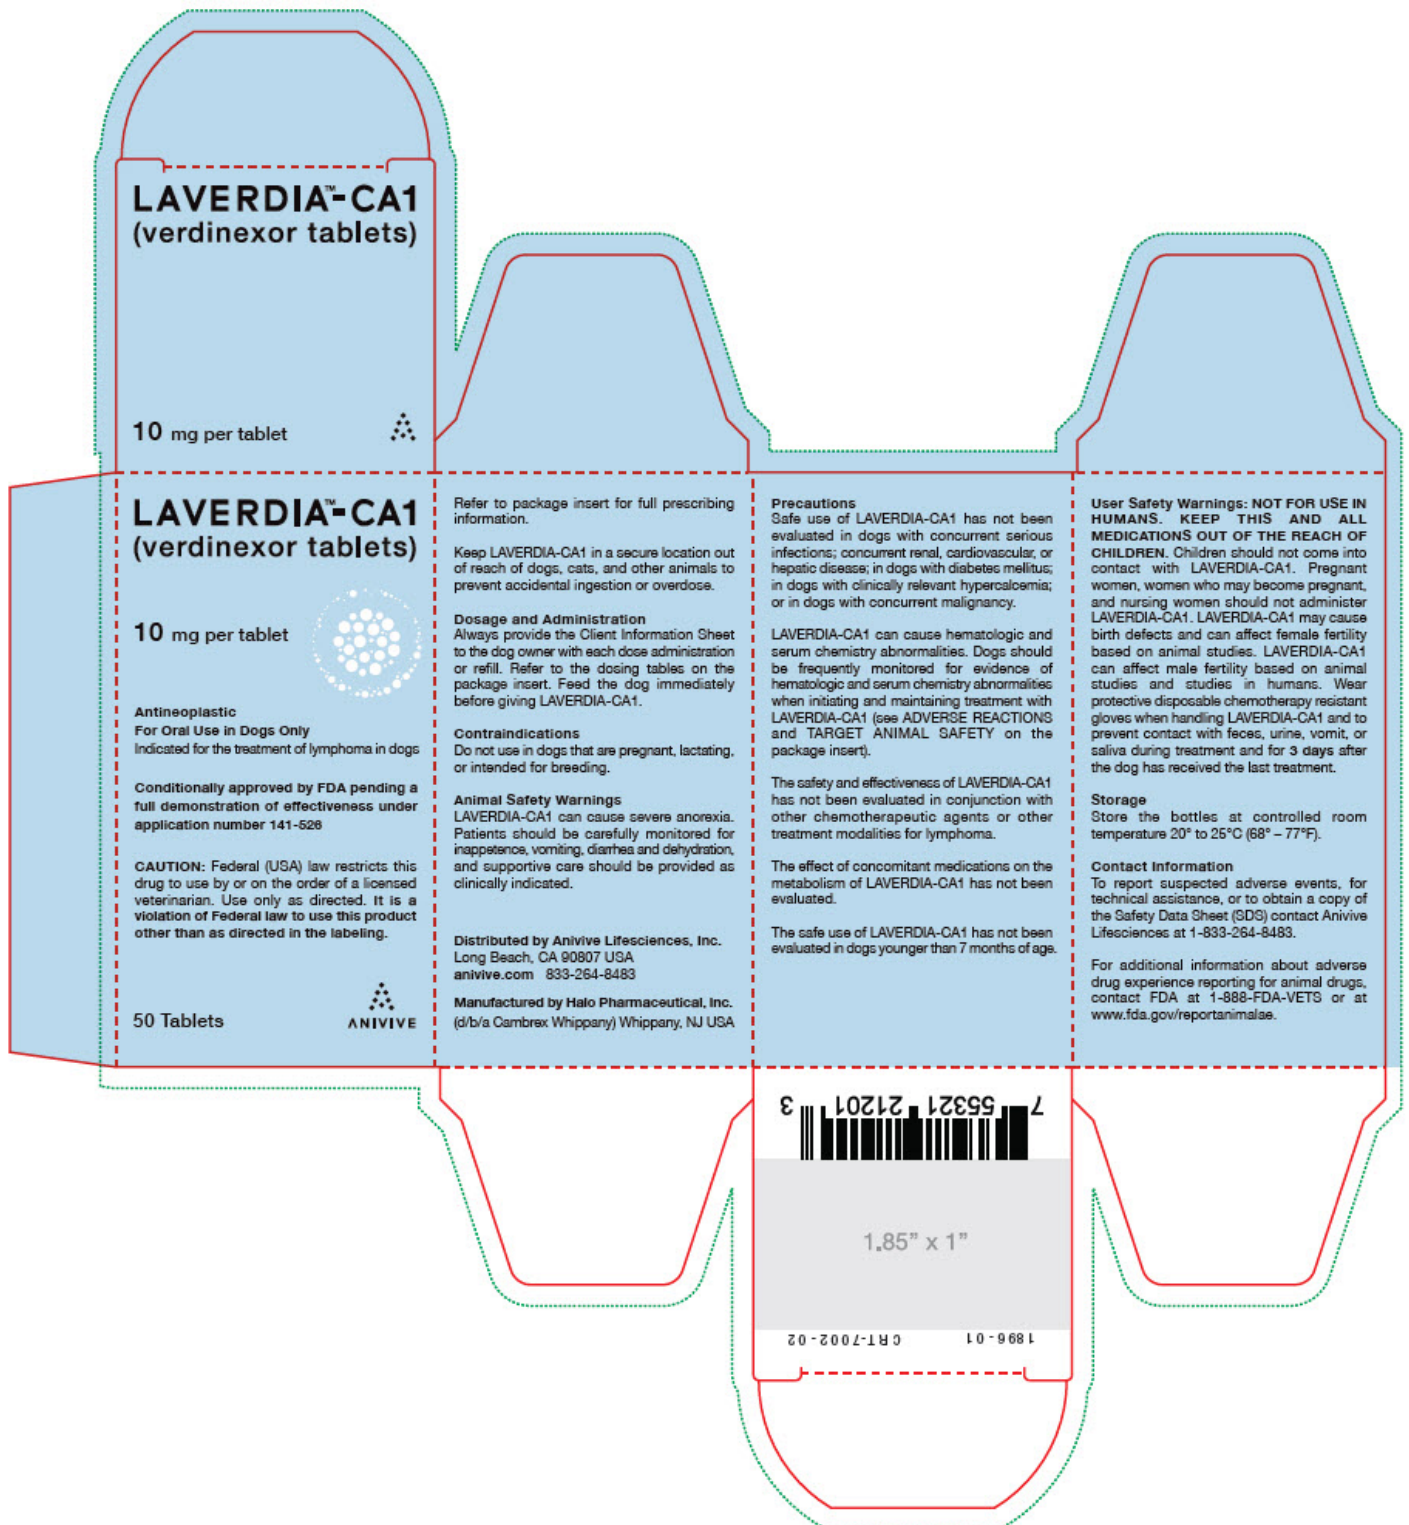 LAVERDIA™-CA1
(verdinexor tablets)
10 mg per tablet
LAVERDIA™-CA1
(verdinexor tablets)
10 mg per tablet
Antineoplastic
For Oral Use in Dogs Only
Indicated for the treatment of lymphoma in dogs
Conditionally approved by FDA pending a
full demonstration of effectiveness under
application number 141-526
CAUTION: Federal (USA) law restricts this
drug to use by or on the order of a licensed
veterinarian. Use only as directed. It is a
violation of Federal law to use this product
other than as directed in the labeling.
50 Tablets
ANIVIVE
Refer to package insert for full prescribing
information.
Keep LAVERDIA-CA1 in a secure location out
of reach of dogs, cats, and other animals to
prevent accidental ingestion or overdose.
Dosage and Administration
Always provide the Client Information Sheet
to the dog owner with each dose administration
or refill. Refer to the dosing tables on the
package insert. Feed the dog immediately
before giving LAVERDIA-CA1.
Contraindications
Do not use in dogs that are pregnant, lactating,
or intended for breeding.
Animal Safety Warnings
LAVERDIA-CA1 can cause severe anorexia.
Patients should be carefully monitored for
inappetence, vomiting, diarrhea and dehydration,
and supportive care should be provided as
clinically indicated.
Distributed by Anivive Lifesciences, Inc.
Long Beach, CA 90807 USA
anivive.com 833-264-8483
Manufactured by Halo Pharmaceutical, Inc.
(d/b/a Cambrex Whippany) Whippany, NJ USA
Precautions
Safe use of LAVERDIA-CA1 has not been
evaluated in dogs with concurrent serious
infections; concurrent renal, cardiovascular, or
hepatic disease; in dogs with diabetes mellitus;
in dogs with clinically relevant hypercalcemia;
or in dogs with concurrent malignancy.
LAVERDIA-CA1 can cause hematologic and
serum chemistry abnormalities. Dogs should
be frequently monitored for evidence of
hematologic and serum chemistry abnormalities
when initiating and maintaining treatment with
LAVERDIA-CA1 (see ADVERSE REACTIONS
and TARGET ANIMAL SAFETY on the
package insert).
The safety and effectiveness of LAVERDIA-CA1
has not been evaluated in conjunction with
other chemotherapeutic agents or other
treatment modalities for lymphoma.
The effect of concomitant medications on the
metabolism of LAVERDIA-CA1 has not been
evaluated.
The safe use of LAVERDIA-CA1 has not been
evaluated in dogs younger than 7 months of age.
User Safety Warnings: NOT FOR USE IN
HUMANS. KEEP THIS AND ALL
MEDICATIONS OUT OF THE REACH OF
CHILDREN. Children should not come into
contact with LAVERDIA-CA1. Pregnant
women, women who may become pregnant,
and nursing women should not administer
LAVERDIA-CA1. LAVERDIA-CA1 may cause
birth defects and can affect female fertility
based on animal studies. LAVERDIA-CA1
can affect male fertility based on animal
studies and studies in humans. Wear
protective disposable chemotherapy resistant
gloves when handling LAVERDIA-CA1 and to
prevent contact with feces, urine, vomit, or
saliva during treatment and for 3 days after
the dog has received the last treatment.
Storage
Store the bottles at controlled room
temperature 20° to 25°C (68° – 77°F).
Contact Information
To report suspected adverse events, for
technical assistance, or to obtain a copy of
the Safety Data Sheet (SDS) contact Anivive
Lifesciences at 1-833-264-8483.
For additional information about adverse
drug experience reporting for animal drugs,
contact FDA at 1-888-FDA-VETS or at
www.fda.gov/reportanimalae.
7 55321 21201 3
1.85” x 1”
1896-01 CRT-7002-02